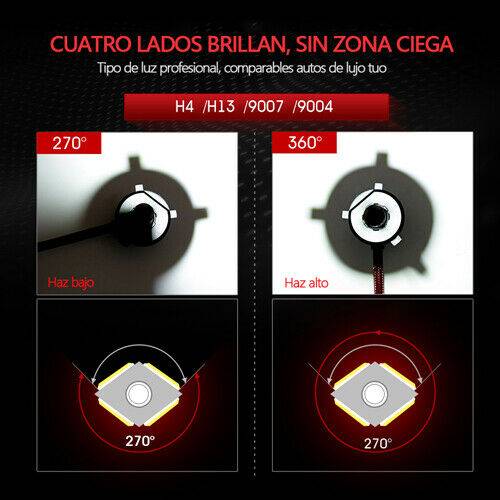 CUATRO LADOS BRILLAN, SIN ZONA CIEGA
Tipo de luz profesional, comparables autos de lujo tuo
H4 /H13 /9007 /9004
270°
360°
Haz bajo
Haz alto
270°
270°